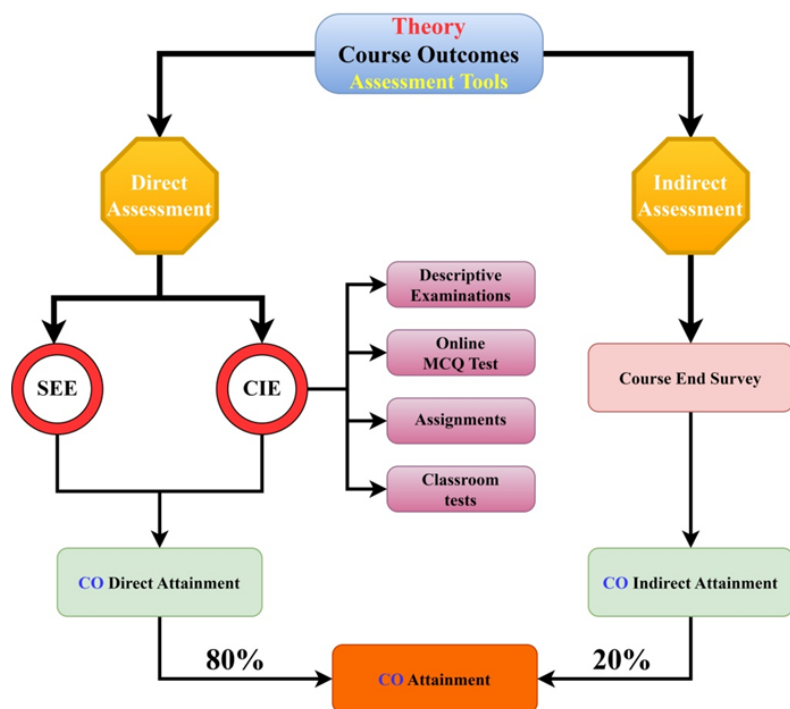 Theory
Course Outcomes
Assessment Tools
Direct
Assessment
Indirect
Assessment
Descriptive
Examinations
Online
MCQ Test
SEE
CIE
Course End Survey
Assignments
Classroom
tests
CO Direct Attainment
CO Indirect Attainment
80%
20%
CO Attainment